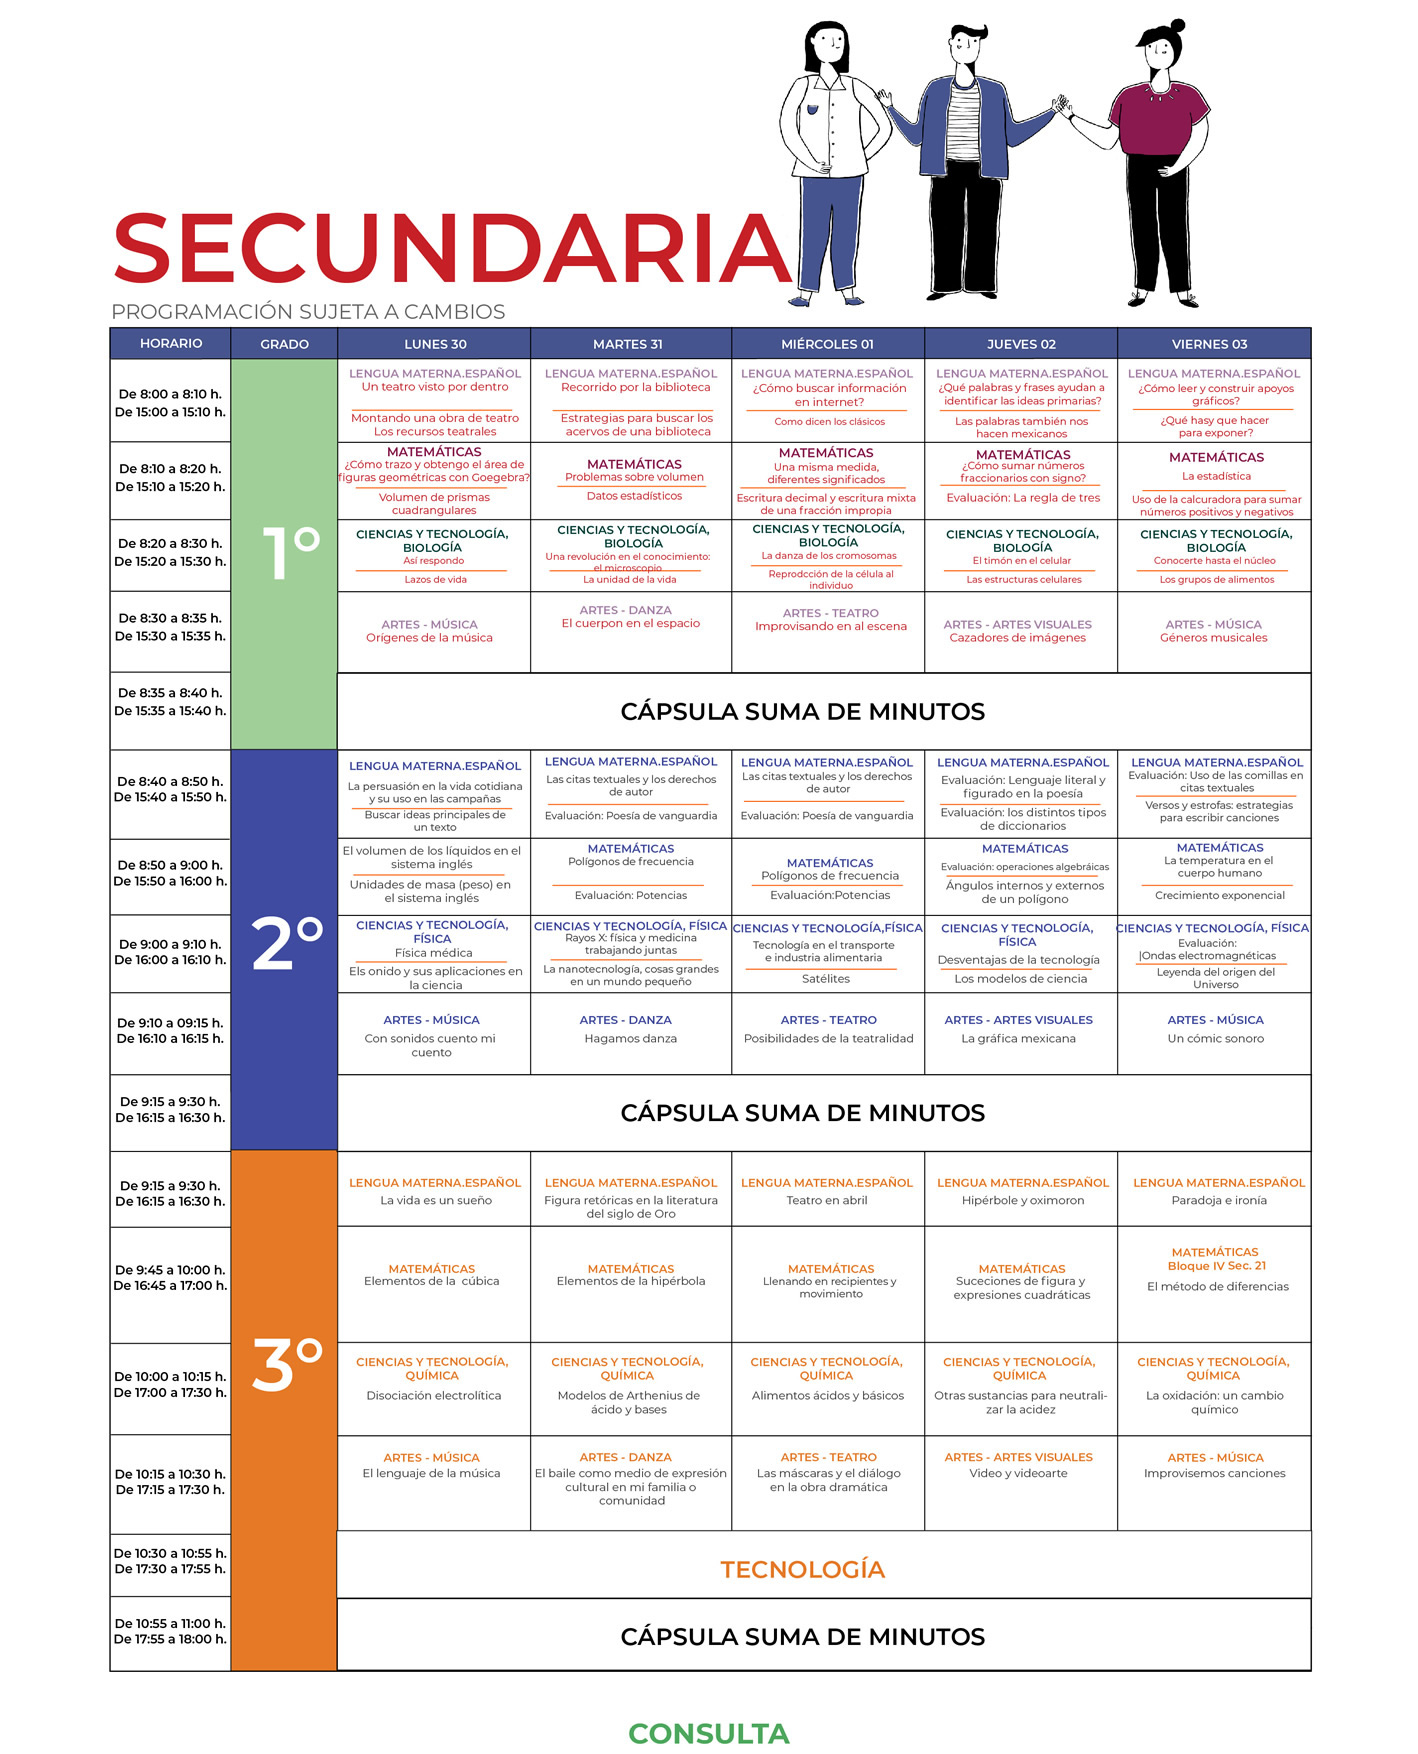 SECUNDARIA
PROGRAMACIÓN SUJETA A CAMBIOS
HORARIO
GRADO
LUNES 30
MARTES 31
MIÉRCOLES 01
JUEVES 02
VIERNES 03
1º
De 8:00 a 8:10 h.
De 15:00 a 15:10 h.
LENGUA MATERNA.ESPAÑOL
Un teatro visto por dentro
Montando una obra de teatro
Los recursos teatrales
LENGUA MATERNA.ESPAÑOL
Recorrido por la biblioteca
Estrategias para buscar los
acervos de una biblioteca
LENGUA MATERNA.ESPAÑOL
¿Cómo buscar información
en internet?
Como dicen los clásicos
LENGUA MATERNA.ESPAÑOL
¿Qué palabras y frases ayudan a
identificar las ideas primarias?
Las palabras también nos
hacen mexicanos
LENGUA MATERNA.ESPAÑOL
¿Cómo leer y construir apoyos
gráficos?
¿Qué hasy que hacer
para exponer?
De 8:10 a 8:20 h.
De 15:10 a 15:20 h.
MATEMÁTICAS
¿Cómo trazo y obtengo el área de
figuras geométricas con Goegebra?
Volumen de prismas
cuadrangulares
MATEMÁTICAS
Problemas sobre volumen
Datos estadísticos
MATEMÁTICAS
Una misma medida,
diferentes significados
Escritura decimal y escritura mixta
de una fracción impropia
MATEMÁTICAS
¿Cómo sumar números
fraccionarios con signo?
Evaluación: La regla de tres
MATEMÁTICAS
La estadística
Uso de la calcuradora para sumar
números positivos y negativos
De 8:20 a 8:30 h.
De 15:20 a 15:30 h.
CIENCIAS Y TECNOLOGÍA,
BIOLOGÍA
Así respondo
Lazos de vida
CIENCIAS Y TECNOLOGÍA,
BIOLOGÍA
Una revolución en el conocimiento:
el microscopio
La unidad de la vida
CIENCIAS Y TECNOLOGÍA,
BIOLOGÍA
La danza de los cromosomas
Reprodcción de la célula al
individuo
CIENCIAS Y TECNOLOGÍA,
BIOLOGÍA
El timón en el celular
Las estructuras celulares
CIENCIAS Y TECNOLOGÍA,
BIOLOGÍA
Conocerte hasta el núcleo
Los grupos de alimentos
De 8:30 a 8:35 h.
De 15:30 a 15:35 h.
ARTES - MÚSICA
Orígenes de la música
ARTES - DANZA
El cuerpon en el espacio
ARTES - TEATRO
Improvisando en al escena
ARTES - ARTES VISUALES
Cazadores de imágenes
ARTES - MÚSICA
Géneros musicales
De 8:35 a 8:40 h.
De 15:35 a 15:40 h.
CÁPSULA SUMA DE MINUTOS
2º
De 8:40 a 8:50 h.
De 15:40 a 15:50 h.
LENGUA MATERNA.ESPAÑOL
La persuasión en la vida cotidiana
y su uso en las campañas
Buscar ideas principales de
un texto
LENGUA MATERNA.ESPAÑOL
Las citas textuales y los derechos
de autor
Evaluación: Poesía de vanguardia
LENGUA MATERNA.ESPAÑOL
Las citas textuales y los derechos
de autor
Evaluación: Poesía de vanguardia
LENGUA MATERNA.ESPAÑOL
Evaluación: Lenguaje literal y
figurado en la poesía
Evaluación: los distintos tipos
de diccionarios
LENGUA MATERNA.ESPAÑOL
Evaluación: Uso de las comillas en
citas textuales
Versos y estrofas: estrategias
para escribir canciones
De 8:50 a 9:00 h.
De 15:50 a 16:00 h.
El volumen de los líquidos en el
sistema inglés
Unidades de masa (peso) en
el sistema inglés
MATEMÁTICAS
Polígonos de frecuencia
Evaluación: Potencias
MATEMÁTICAS
Polígonos de frecuencia
Evaluación:Potencias
MATEMÁTICAS
Evaluación: operaciones algebráicas
Ángulos internos y externos
de un polígono
MATEMÁTICAS
La temperatura en el
cuerpo humano
Crecimiento exponencial
De 9:00 a 9:10 h.
De 16:00 a 16:10 h.
CIENCIAS Y TECNOLOGÍA,
FÍSICA
Física médica
Els onido y sus aplicaciones en
la ciencia
CIENCIAS Y TECNOLOGÍA, FÍSICA
Rayos X: física y medicina
trabajando juntas
La nanotecnología, cosas grandes
en un mundo pequeño
CIENCIAS Y TECNOLOGÍA,FÍSICA
Tecnología en el transporte
e industria alimentaria
Satélites
CIENCIAS Y TECNOLOGÍA,
FÍSICA
Desventajas de la tecnología
Los modelos de ciencia
CIENCIAS Y TECNOLOGÍA, FÍSICA
Evaluación:
|Ondas electromagnéticas
Leyenda del origen del
Universo
De 9:10 a 09:15 h.
De 16:10 a 16:15 h.
ARTES - MÚSICA
Con sonidos cuento mi
cuento
ARTES - DANZA
Hagamos danza
ARTES - TEATRO
Posibilidades de la teatralidad
ARTES - ARTES VISUALES
La gráfica mexicana
ARTES - MÚSICA
Un cómic sonoro
De 9:15 a 9:30 h.
De 16:15 a 16:30 h.
CÁPSULA SUMA DE MINUTOS
3º
De 9:15 a 9:30 h.
De 16:15 a 16:30 h.
LENGUA MATERNA.ESPAÑOL
La vida es un sueño
LENGUA MATERNA.ESPAÑOL
Figura retóricas en la literatura
del siglo de Oro
LENGUA MATERNA.ESPAÑOL
Teatro en abril
LENGUA MATERNA.ESPAÑOL
Hipérbole y oximoron
LENGUA MATERNA.ESPAÑOL
Paradoja e ironía
De 9:45 a 10:00 h.
De 16:45 a 17:00 h.
MATEMÁTICAS
Elementos de la cúbica
MATEMÁTICAS
Elementos de la hipérbola
MATEMÁTICAS
Llenando en recipientes y
movimiento
MATEMÁTICAS
Suceciones de figura y
expresiones cuadráticas
MATEMÁTICAS
Bloque IV Sec. 21
El método de diferencias
De 10:00 a 10:15 h.
De 17:00 a 17:30 h.
CIENCIAS Y TECNOLOGÍA,
QUÍMICA
Disociación electrolítica
CIENCIAS Y TECNOLOGÍA,
QUÍMICA
Modelos de Arthenius de
ácido y bases
CIENCIAS Y TECNOLOGÍA,
QUÍMICA
Alimentos ácidos y básicos
CIENCIAS Y TECNOLOGÍA,
QUÍMICA
Otras sustancias para neutrali-
zar la acidez
CIENCIAS Y TECNOLOGÍA,
QUÍMICA
La oxidación: un cambio
químico
De 10:15 a 10:30 h.
De 17:15 a 17:30 h.
ARTES - MÚSICA
El lenguaje de la música
ARTES - DANZA
El baile como medio de expresión
cultural en mi familia o
comunidad
ARTES - TEATRO
Las máscaras y el diálogo
en la obra dramática
ARTES - ARTES VISUALES
Video y videoarte
ARTES - MÚSICA
Improvisemos canciones
De 10:30 a 10:55 h.
De 17:30 a 17:55 h.
TECNOLOGÍA
De 10:55 a 11:00 h.
De 17:55 a 18:00 h.
CÁPSULA SUMA DE MINUTOS
CONSULTA